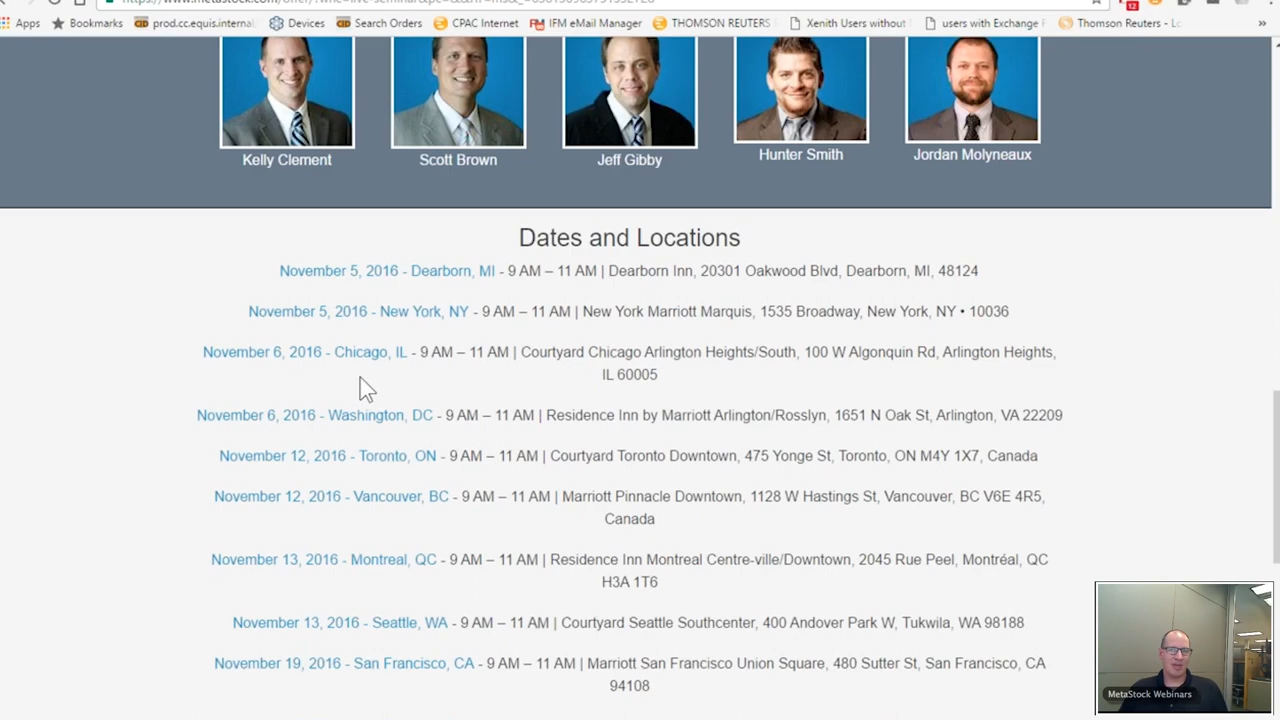 Apps
Bookmarks
prod.cc.equis.internal
Devices
Search Orders
CPAC Internet
IFM eMail Manager
THOMSON REUTERS
Xenith Users without
users with Exchange
Thomson Reuters - Lo
»
12
Kelly Clement
Scott Brown
Jeff Gibby
Hunter Smith
Jordan Molyneaux
Dates and Locations
November 5, 2016 - Dearborn, MI - 9 AM – 11 AM | Dearborn Inn, 20301 Oakwood Blvd, Dearborn, MI, 48124
November 5, 2016 - New York, NY - 9 AM – 11 AM | New York Marriott Marquis, 1535 Broadway, New York, NY • 10036
November 6, 2016 - Chicago, IL - 9 AM – 11 AM | Courtyard Chicago Arlington Heights/South, 100 W Algonquin Rd, Arlington Heights,
IL 60005
November 6, 2016 - Washington, DC - 9 AM – 11 AM | Residence Inn by Marriott Arlington/Rosslyn, 1651 N Oak St, Arlington, VA 22209
November 12, 2016 - Toronto, ON - 9 AM – 11 AM | Courtyard Toronto Downtown, 475 Yonge St, Toronto, ON M4Y 1X7, Canada
November 12, 2016 - Vancouver, BC - 9 AM – 11 AM | Marriott Pinnacle Downtown, 1128 W Hastings St, Vancouver, BC V6E 4R5,
Canada
November 13, 2016 - Montreal, QC - 9 AM – 11 AM | Residence Inn Montreal Centre-ville/Downtown, 2045 Rue Peel, Montréal, QC
H3A 1T6
November 13, 2016 - Seattle, WA - 9 AM – 11 AM | Courtyard Seattle Southcenter, 400 Andover Park W, Tukwila, WA 98188
November 19, 2016 - San Francisco, CA - 9 AM – 11 AM | Marriott San Francisco Union Square, 480 Sutter St, San Francisco, CA
94108
MetaStock Webinars